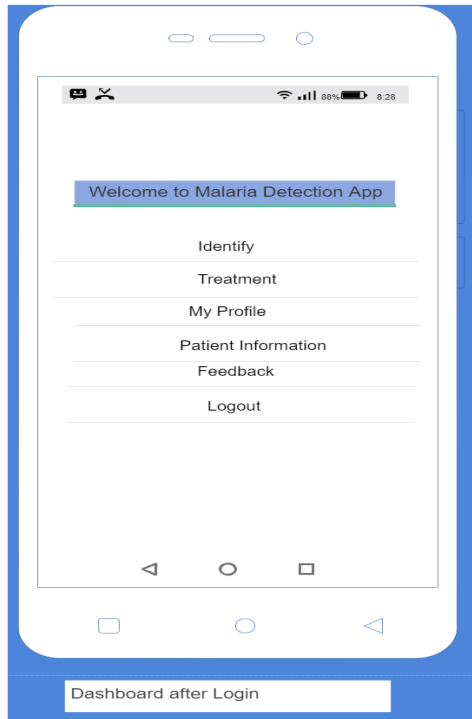 88% 8:28
Welcome to Malaria Detection App
Identify
Treatment
My Profile
Patient Information
Feedback
Logout
Dashboard after Login